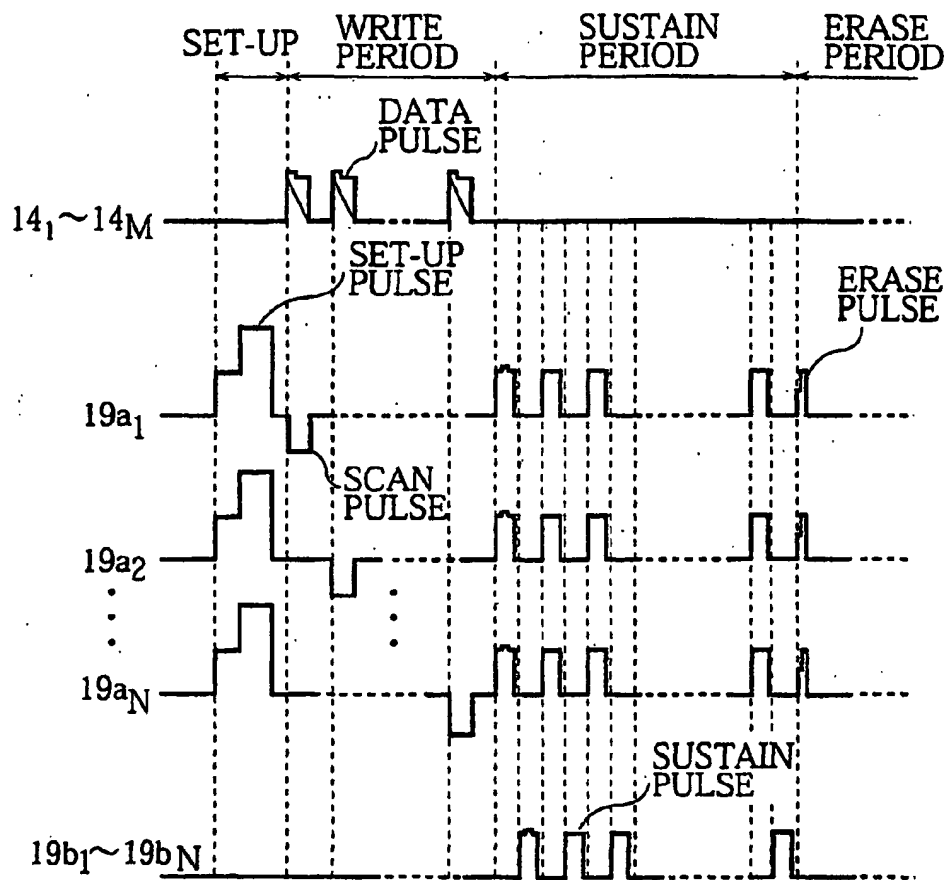 SET-UP
WRITE
PERIOD
SUSTAIN
PERIOD
ERASE
PERIOD
DATA
PULSE
14₁~14M
SET-UP
PULSE
ERASE
PULSE
19a₁
SCAN
PULSE
19a₂
19aN
SUSTAIN
PULSE
19b₁~19bN